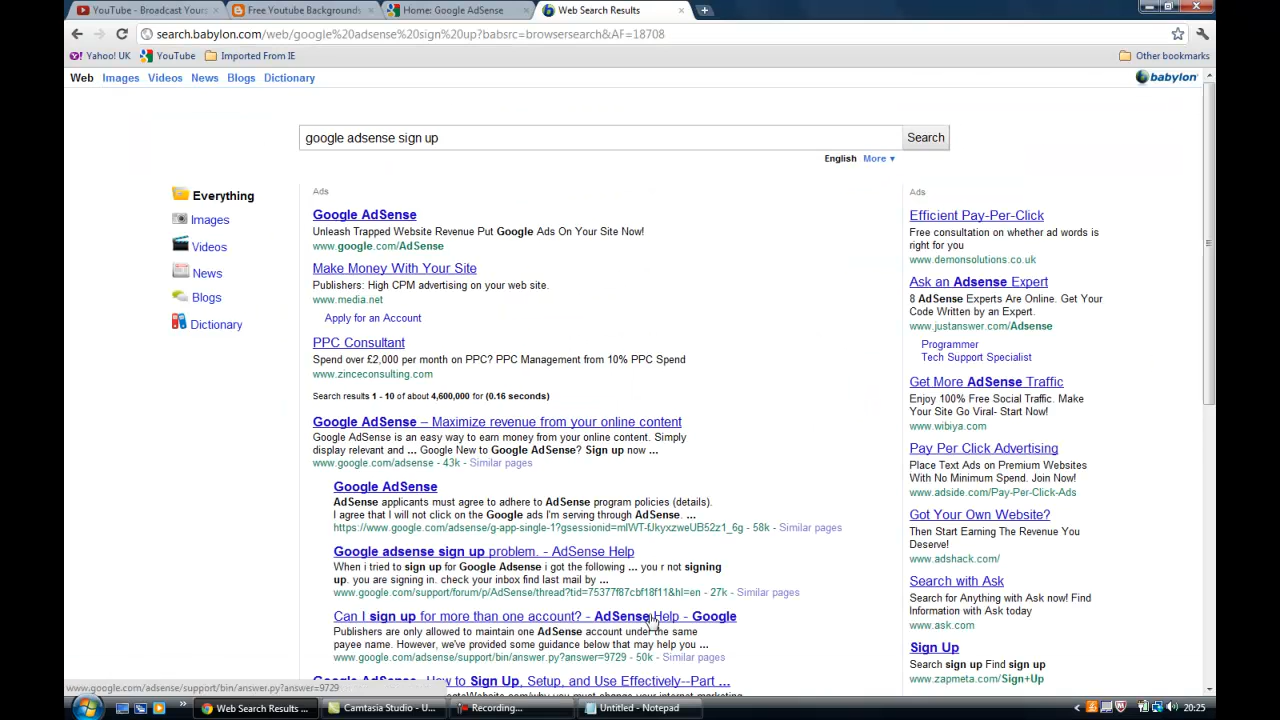 YouTube - Broadcast Your
Free Youtube Backgrounds
Home: Google AdSense
Web Search Results
search.babylon.com/web/google%20adsense%20sign%20up?babsrc=browsersearch&AF=18708
Yahoo! UK
YouTube
Imported From IE
Other bookmarks
Web Images Videos News Blogs Dictionary
babylon
google adsense sign up
Search
English More ▾
Everything
Images
Videos
News
Blogs
Dictionary
Ads
Google AdSense
Unleash Trapped Website Revenue Put Google Ads On Your Site Now!
www.google.com/AdSense
Make Money With Your Site
Publishers: High CPM advertising on your web site.
www.media.net
Apply for an Account
PPC Consultant
Spend over £2,000 per month on PPC? PPC Management from 10% PPC Spend
www.zinceconsulting.com
Search results 1 - 10 of about 4,600,000 for (0.16 seconds)
Google AdSense – Maximize revenue from your online content
Google AdSense is an easy way to earn money from your online content. Simply
display relevant and ... Google New to Google AdSense? Sign up now ...
www.google.com/adsense - 43k - Similar pages
Google AdSense
AdSense applicants must agree to adhere to AdSense program policies (details).
I agree that I will not click on the Google ads I'm serving through AdSense. ...
https://www.google.com/adsense/g-app-single-1?gsessionid=mIWT-fJkyxzweUB52z1_6g - 58k - Similar pages
Google adsense sign up problem. - AdSense Help
When i tried to sign up for Google Adsense i got the following ... you r not signing
up. you are signing in. check your inbox find last mail by ...
www.google.com/support/forum/p/AdSense/thread?tid=75377f87cbf18f11&hl=en - 27k - Similar pages
Can I sign up for more than one account? - AdSense Help - Google
Publishers are only allowed to maintain one AdSense account under the same
payee name. However, we've provided some guidance below that may help you ...
www.google.com/adsense/support/bin/answer.py?answer=9729 - 50k - Similar pages
Google Adsense, How to Sign Up, Setup, and Use Effectively--Part ...
Ads
Efficient Pay-Per-Click
Free consultation on whether ad words is
right for you
www.demonsolutions.co.uk
Ask an Adsense Expert
8 AdSense Experts Are Online. Get Your
Code Written by an Expert.
www.justanswer.com/Adsense
Programmer
Tech Support Specialist
Get More AdSense Traffic
Enjoy 100% Free Social Traffic. Make
Your Site Go Viral- Start Now!
www.wibiya.com
Pay Per Click Advertising
Place Text Ads on Premium Websites
With No Minimum Spend. Join Now!
www.adside.com/Pay-Per-Click-Ads
Got Your Own Website?
Then Start Earning The Revenue You
Deserve!
www.adshack.com/
Search with Ask
Search for Anything with Ask now! Find
Information with Ask today
www.ask.com
Sign Up
Search sign up Find sign up
www.zapmeta.com/Sign+Up
www.google.com/adsense/support/bin/answer.py?answer=9729
Web Search Results ...
Camtasia Studio - U...
Recording...
Untitled - Notepad
20:25